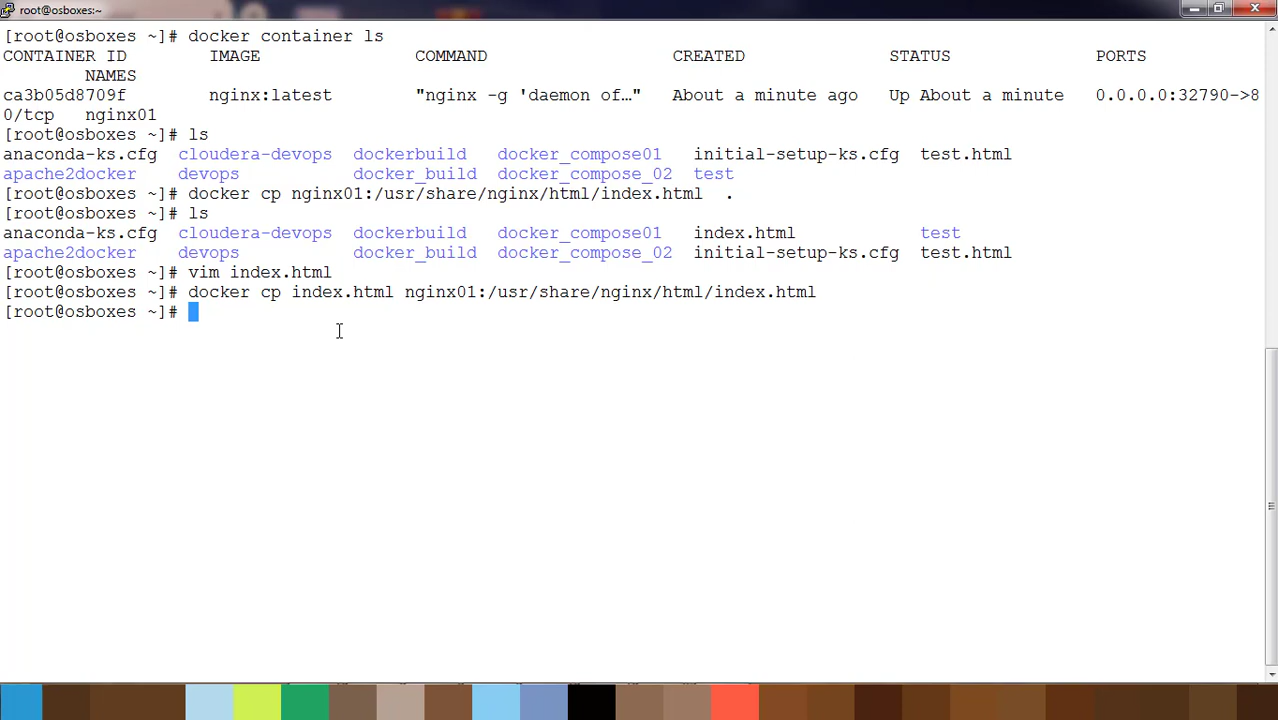 root@osboxes:~
[root@osboxes ~]# docker container ls
CONTAINER ID        IMAGE               COMMAND                  CREATED              STATUS              PORTS
        NAMES
ca3b05d8709f        nginx:latest        "nginx -g 'daemon of…"   About a minute ago   Up About a minute   0.0.0.0:32790->8
0/tcp   nginx01
[root@osboxes ~]# ls
anaconda-ks.cfg  cloudera-devops  dockerbuild   docker_compose01   initial-setup-ks.cfg  test.html
apache2docker    devops           docker_build  docker_compose_02  test
[root@osboxes ~]# docker cp nginx01:/usr/share/nginx/html/index.html  .
[root@osboxes ~]# ls
anaconda-ks.cfg  cloudera-devops  dockerbuild   docker_compose01   index.html            test
apache2docker    devops           docker_build  docker_compose_02  initial-setup-ks.cfg  test.html
[root@osboxes ~]# vim index.html
[root@osboxes ~]# docker cp index.html nginx01:/usr/share/nginx/html/index.html
[root@osboxes ~]#